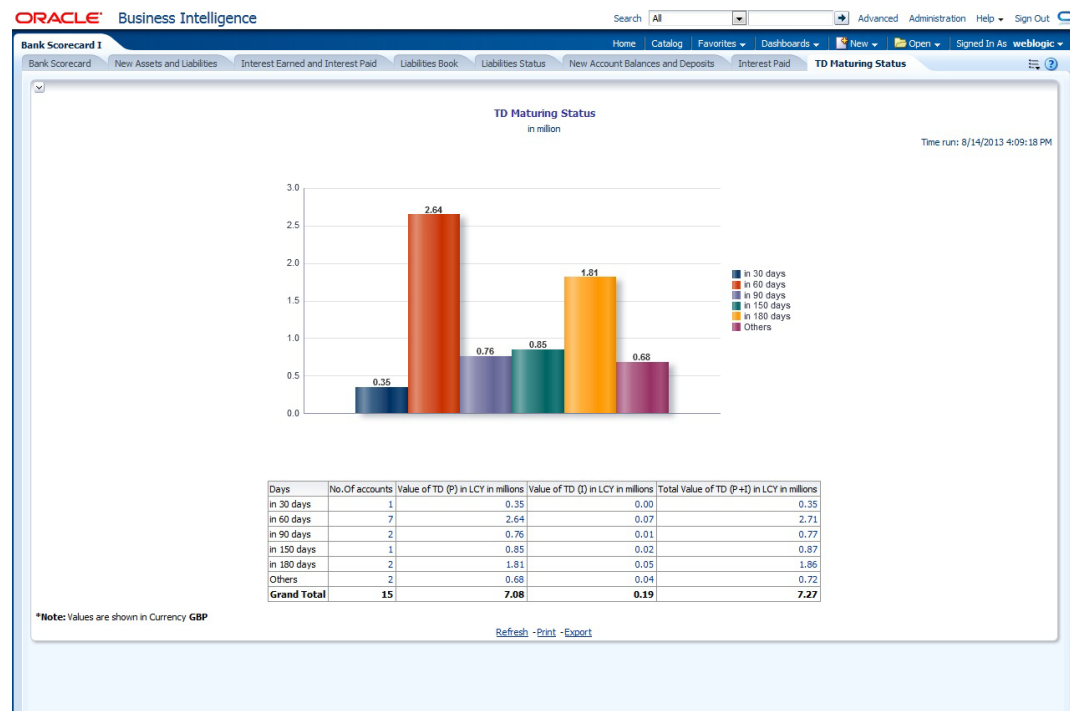 ORACLE Business Intelligence
Search All Advanced Administration Help Sign Out
Bank Scorecard I
Home Catalog Favorites Dashboards New Open Signed In As weblogic
Bank Scorecard New Assets and Liabilities Interest Earned and Interest Paid Liabilities Book Liabilities Status New Account Balances and Deposits Interest Paid TD Maturing Status
TD Maturing Status
in million
Time run: 8/14/2013 4:09:18 PM
3.0
2.5
2.0
1.5
1.0
0.5
0.0
0.35
2.64
0.76
0.85
1.81
0.68
in 30 days
in 60 days
in 90 days
in 150 days
in 180 days
Others
Days No.Of accounts Value of TD (P) in LCY in millions Value of TD (I) in LCY in millions Total Value of TD (P+I) in LCY in millions
in 30 days 1 0.35 0.00 0.35
in 60 days 7 2.64 0.07 2.71
in 90 days 2 0.76 0.01 0.77
in 150 days 1 0.85 0.02 0.87
in 180 days 2 1.81 0.05 1.86
Others 2 0.68 0.04 0.72
Grand Total 15 7.08 0.19 7.27
*Note: Values are shown in Currency GBP
Refresh - Print - Export